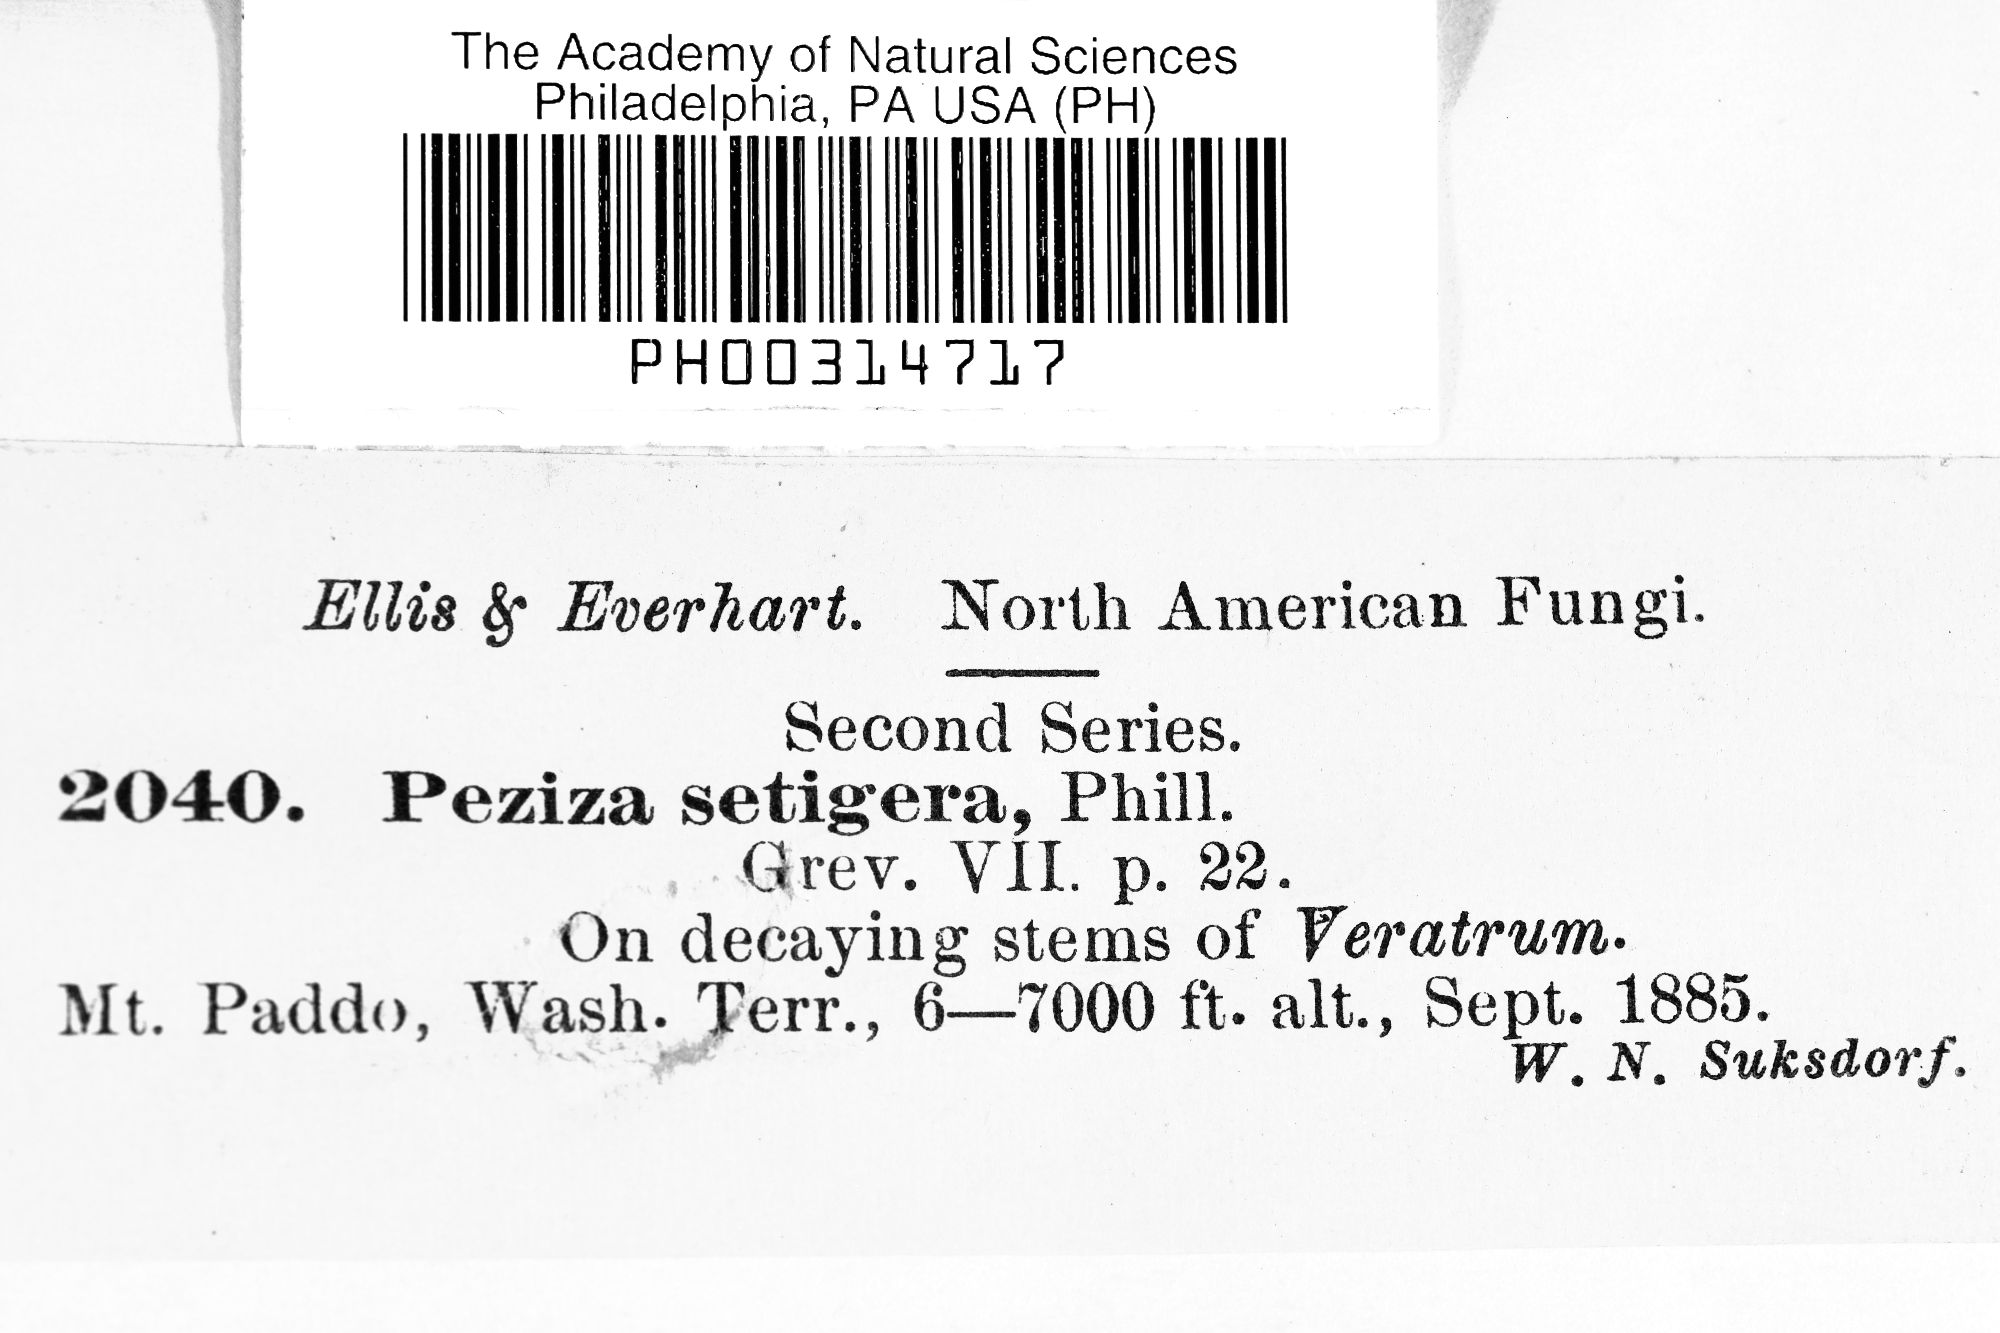 The Academy of Natural Sciences
Philadelphia, PA USA (PH)
PH00314717
Ellis & Everhart. North American Fungi.
Second Series.
2040. Peziza setigera, Phill.
Grev. VII. p. 22.
On decaying stems of Veratrum.
Mt. Paddo, Wash. Terr., 6—7000 ft. alt., Sept. 1885.
W. N. Suksdorf.